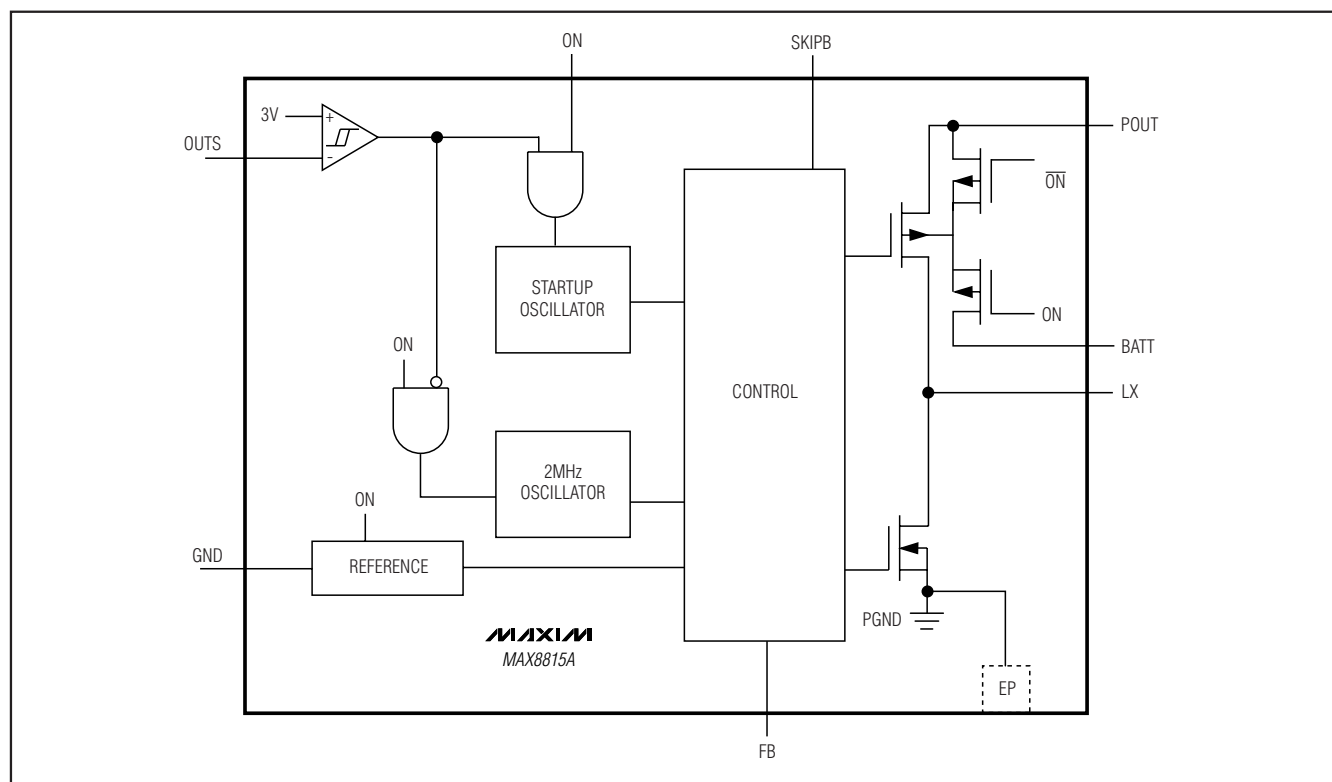 ON
SKIPB
3V
+
-
OUTS
POUT
O̅N̅
STARTUP
OSCILLATOR
ON
ON
BATT
CONTROL
LX
2MHz
OSCILLATOR
ON
GND
REFERENCE
PGND
MAXIM
MAX8815A
EP
FB